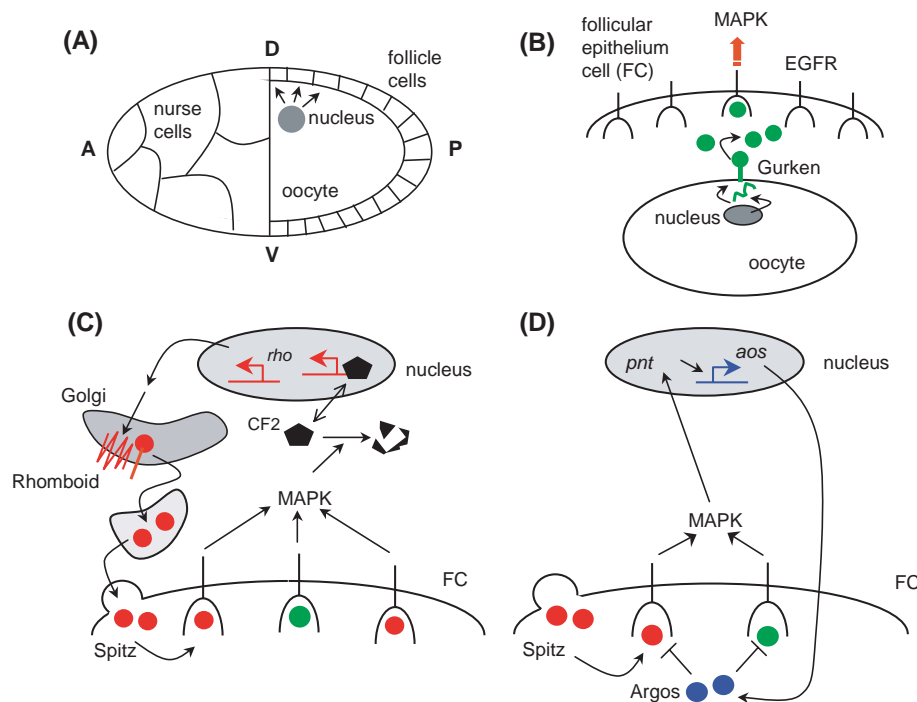 (A)
D
follicle
cells
nurse
cells
nucleus
A
P
oocyte
V
(B)
follicular
epithelium
cell (FC)
MAPK
EGFR
Gurken
nucleus
oocyte
(C)
rho
nucleus
Golgi
CF2
Rhomboid
MAPK
FC
Spitz
(D)
pnt
aos
nucleus
MAPK
FC
Spitz
Argos